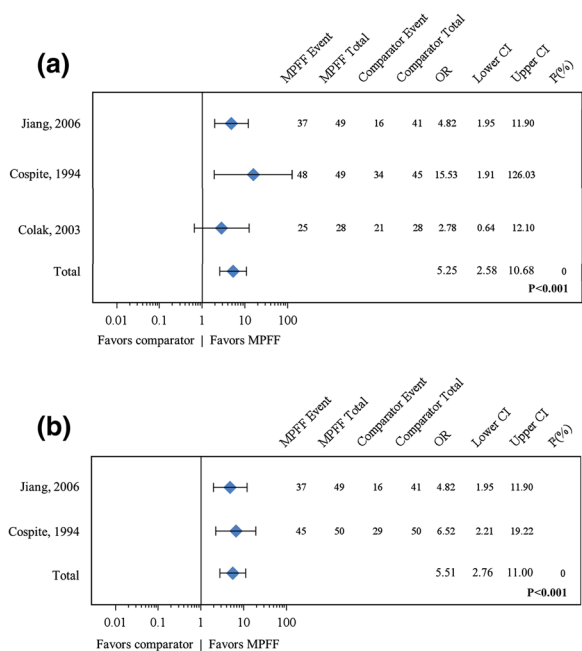 (a)
MPFF Event MPFF Total Comparator Event Comparator Total OR Lower CI Upper CI I²(%)
Jiang, 2006 37 49 16 41 4.82 1.95 11.90
Cospite, 1994 48 49 34 45 15.53 1.91 126.03
Colak, 2003 25 28 21 28 2.78 0.64 12.10
Total 5.25 2.58 10.68 0
P<0.001
0.01 0.1 1 10 100
Favors comparator | Favors MPFF
(b)
MPFF Event MPFF Total Comparator Event Comparator Total OR Lower CI Upper CI I²(%)
Jiang, 2006 37 49 16 41 4.82 1.95 11.90
Cospite, 1994 45 50 29 50 6.52 2.21 19.22
Total 5.51 2.76 11.00 0
P<0.001
0.01 0.1 1 10 100
Favors comparator | Favors MPFF